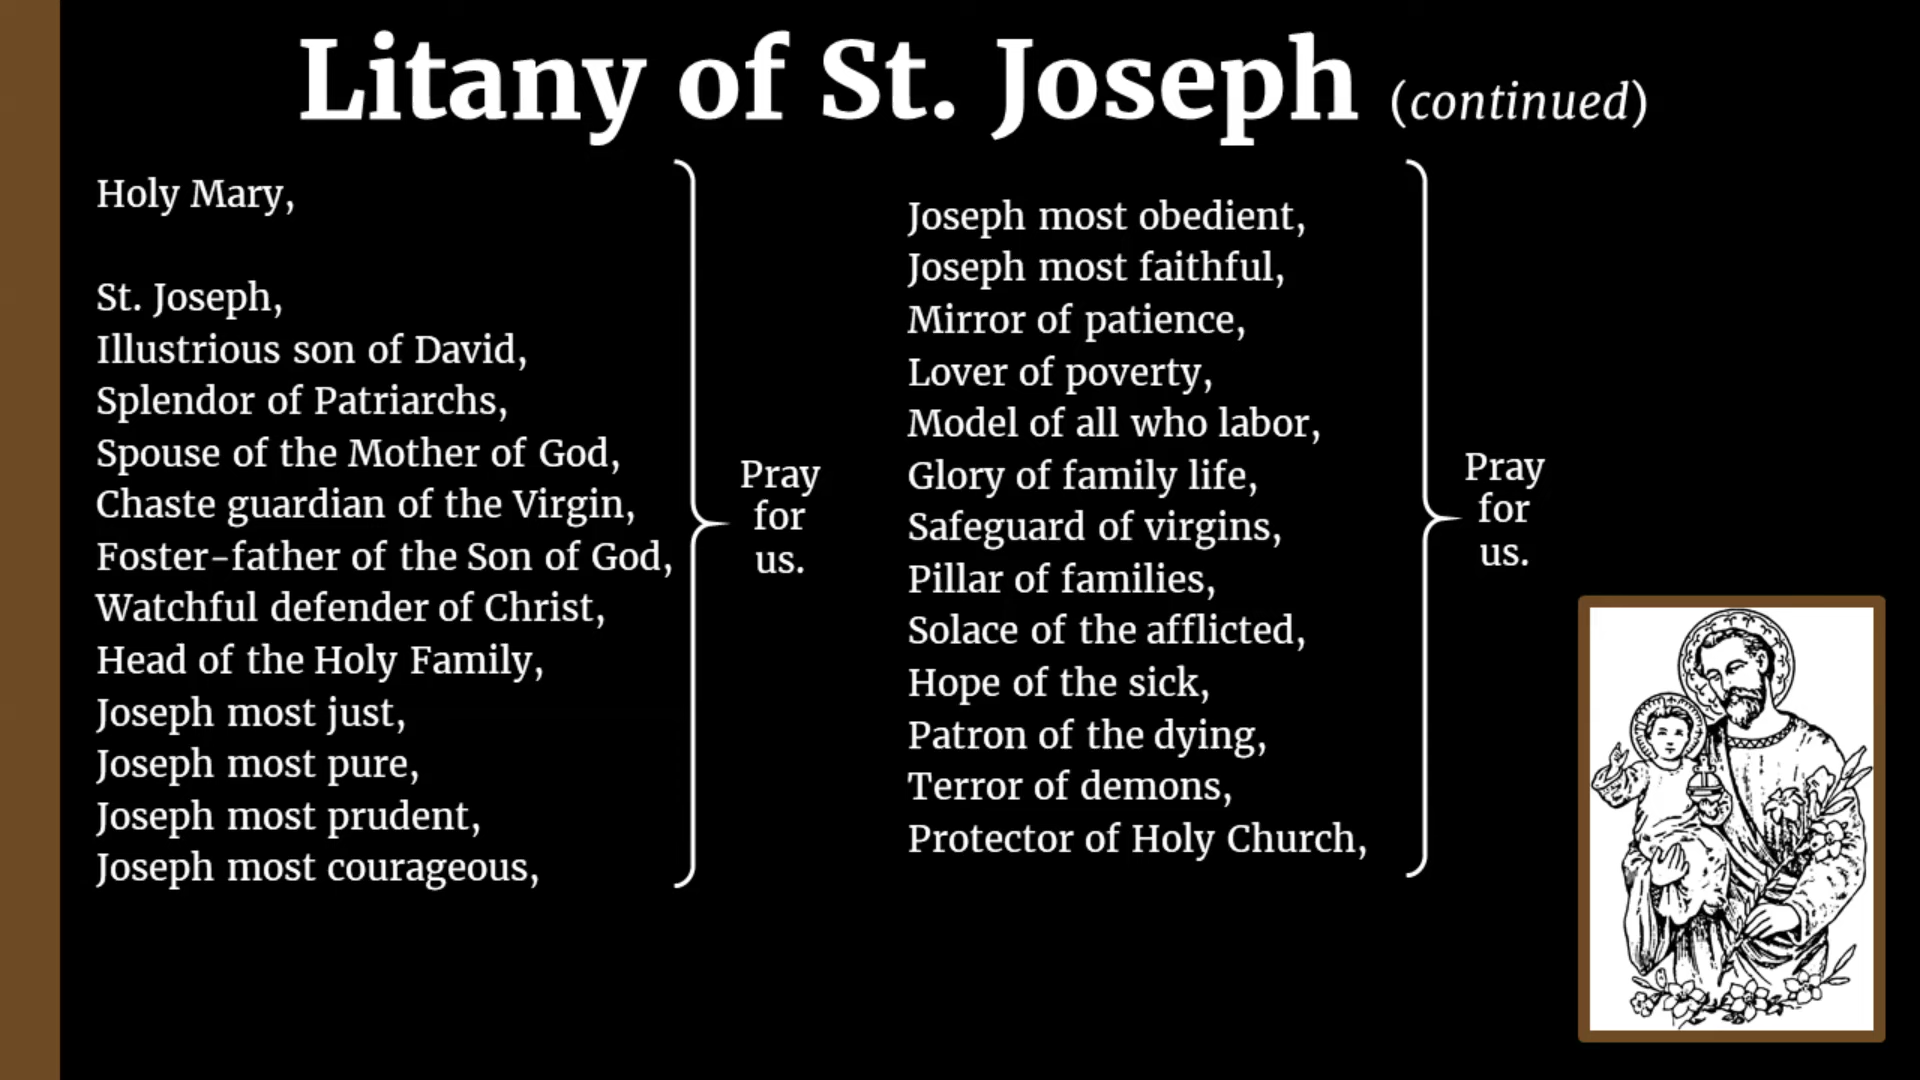 Litany of St. Joseph (continued)
Holy Mary,
St. Joseph,
Illustrious son of David,
Splendor of Patriarchs,
Spouse of the Mother of God,
Chaste guardian of the Virgin,
Foster-father of the Son of God,
Watchful defender of Christ,
Head of the Holy Family,
Joseph most just,
Joseph most pure,
Joseph most prudent,
Joseph most courageous,
Pray
for
us.
Joseph most obedient,
Joseph most faithful,
Mirror of patience,
Lover of poverty,
Model of all who labor,
Glory of family life,
Safeguard of virgins,
Pillar of families,
Solace of the afflicted,
Hope of the sick,
Patron of the dying,
Terror of demons,
Protector of Holy Church,
Pray
for
us.